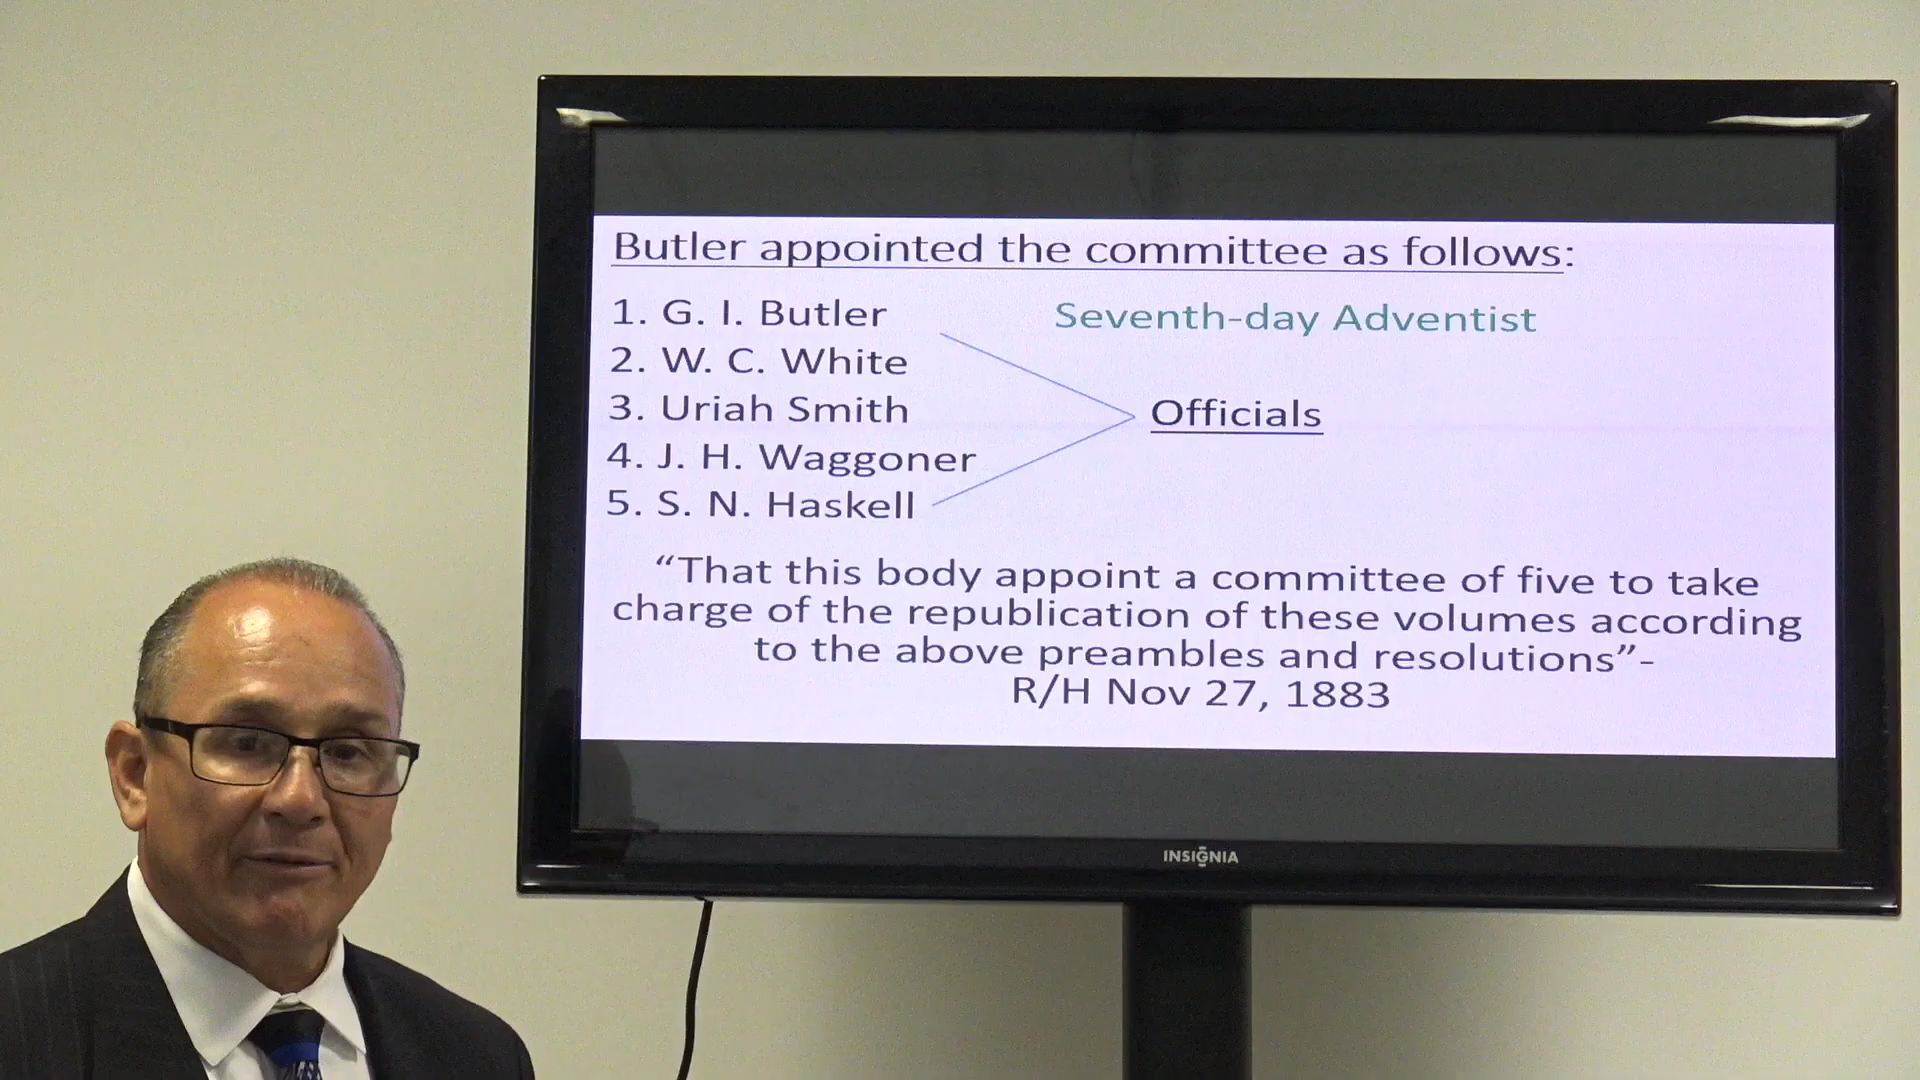 Butler appointed the committee as follows:
1. G. I. Butler
Seventh-day Adventist
2. W. C. White
3. Uriah Smith
Officials
4. J. H. Waggoner
5. S. N. Haskell
“That this body appoint a committee of five to take
charge of the republication of these volumes according
to the above preambles and resolutions”-
R/H Nov 27, 1883
INSIGNIA